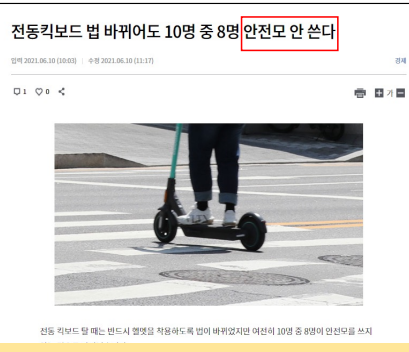 전동킥보드 법 바뀌어도 10명 중 8명 안전모 안 쓴다
입력 2021.06.10 (10:03) | 수정 2021.06.10 (11:17)
경제
1 0
가
전동 킥보드 탈 때는 반드시 헬멧을 착용하도록 법이 바뀌었지만 여전히 10명 중 8명이 안전모를 쓰지